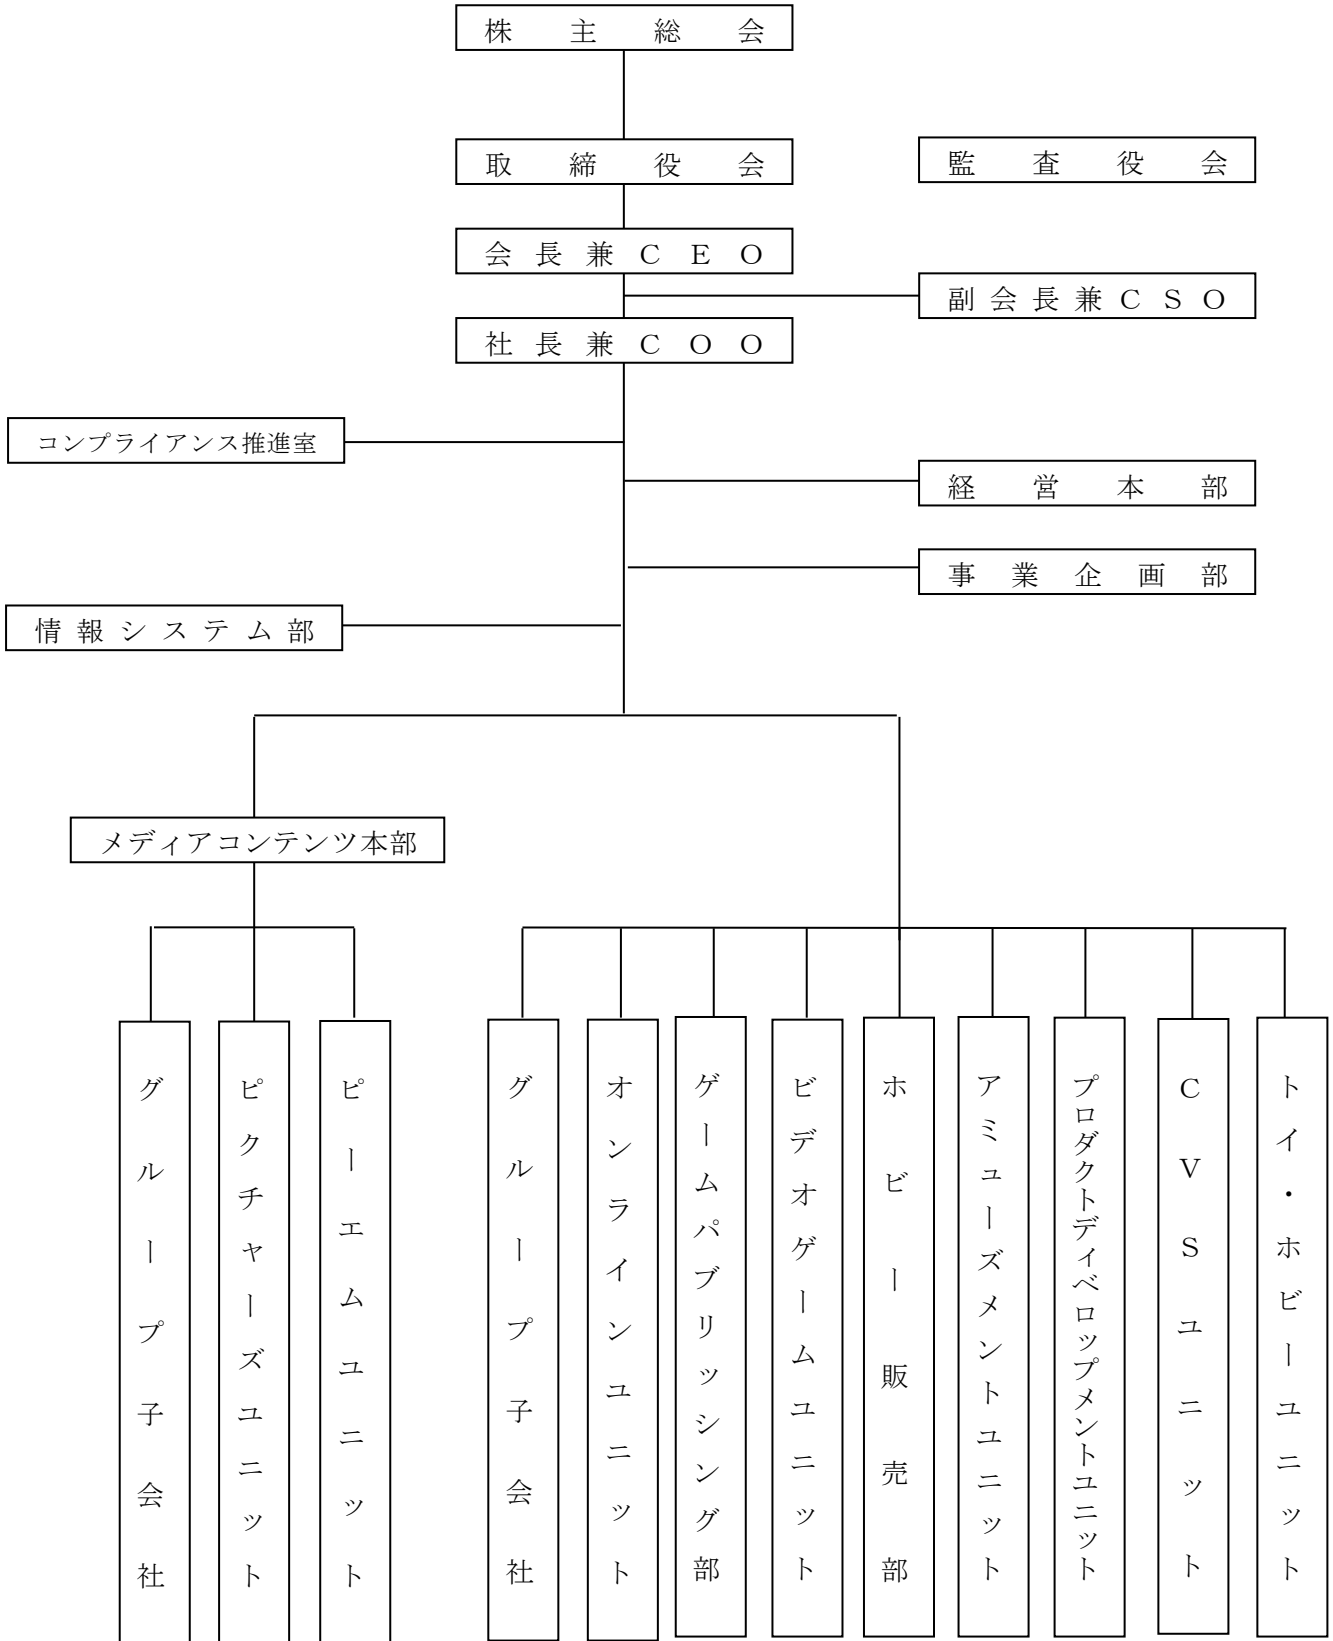 株主総会
取締役会
監査役会
会長兼CEO
副会長兼CSO
社長兼COO
コンプライアンス推進室
経営本部
事業企画部
情報システム部
メディアコンテンツ本部
グループ子会社
ピクチャーズユニット
ピーエムユニット
グループ子会社
オンラインユニット
ゲームパブリッシング部
ビデオゲームユニット
ホビー販売部
アミューズメントユニット
プロダクトディベロップメントユニット
CVSユニット
トイ・ホビーユニット